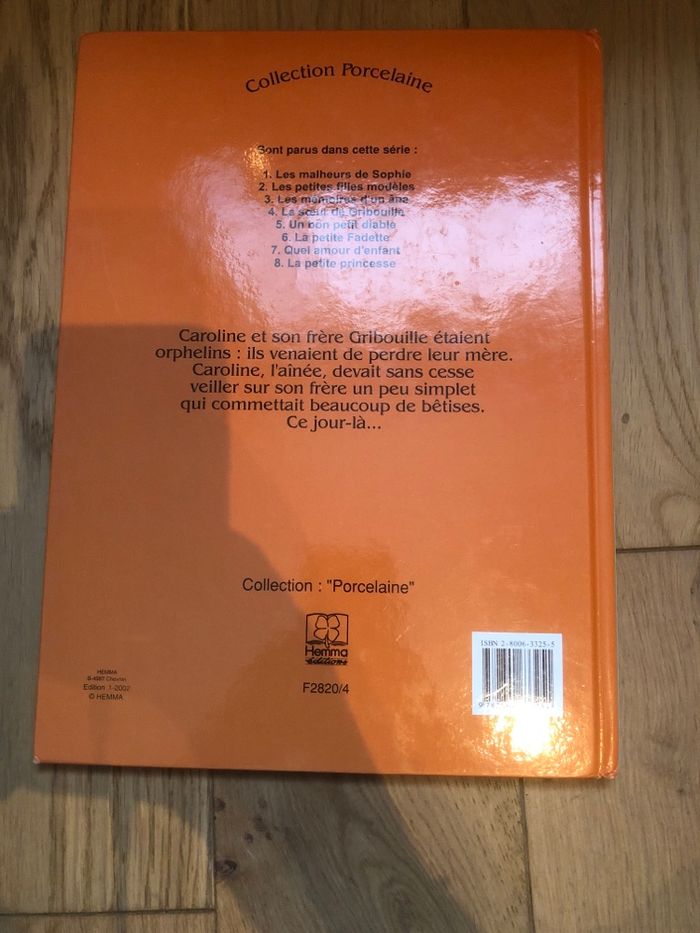 Collection Porcelaine
Sont parus dans cette série :
1. Les malheurs de Sophie
2. Les petites filles modèles
3. Les mémoires d'un âne
4. La sœur de Gribouille
5. Un bon petit diable
6. La petite Fadette
7. Quel amour d'enfant
8. La petite princesse
Caroline et son frère Gribouille étaient
orphelins : ils venaient de perdre leur mère.
Caroline, l'aînée, devait sans cesse
veiller sur son frère un peu simplet
qui commettait beaucoup de bêtises.
Ce jour-là...
Collection : "Porcelaine"
Hemma
éditions
F2820/4
HEMMA
B-4987 Chevron
Edition :1-2002
© HEMMA
ISBN 2-8006-3325-5